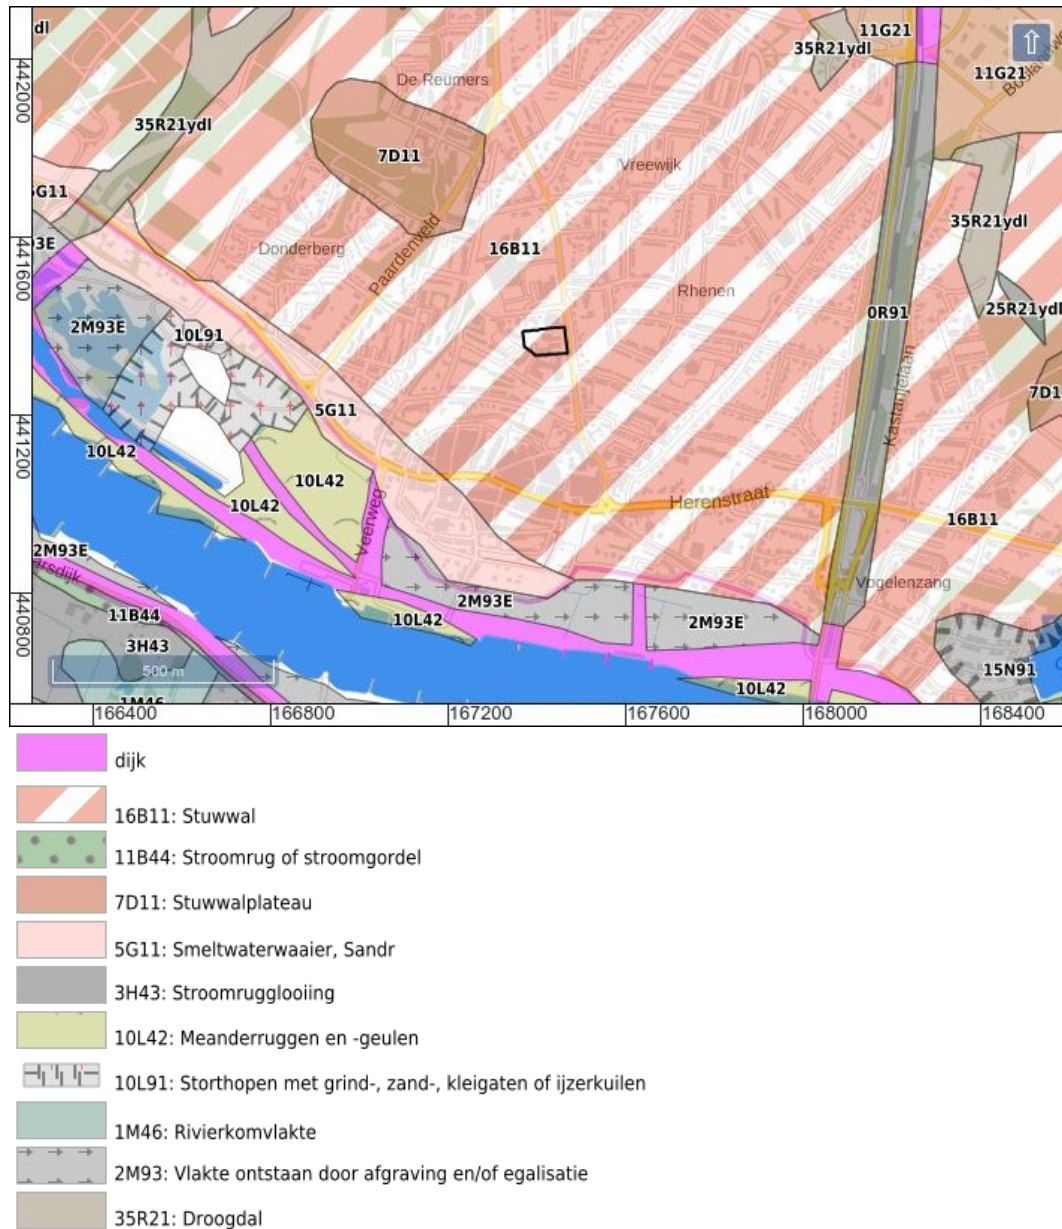 dl
11G21
35R21ydl
⇧
11G21
De Reumers
442000
35R21ydl
7D11
Vreewijk
5G11
35R21ydl
Paardenveld
Donderberg
16B11
93E
441600
Rhenen
25R21ydl
2M93E
10L91
0R91
Kastanjelaan
7D1
5G11
441200
10L42
10L42
10L42
Veerweg
Herenstraat
16B11
2M93E
arsdijk
Vogelenzang
2M93E
11B44
10L42
2M93E
440800
3H43
500 m
15N91
1M46
10L42
166400
166800
167200
167600
168000
168400
dijk
16B11: Stuwwal
11B44: Stroomrug of stroomgordel
7D11: Stuwwalplateau
5G11: Smeltwaterwaaier, Sandr
3H43: Stroomrugglooiing
10L42: Meanderruggen en -geulen
10L91: Storthopen met grind-, zand-, kleigaten of ijzerkuilen
1M46: Rivierkomvlakte
2M93: Vlakte ontstaan door afgraving en/of egalisatie
35R21: Droogdal